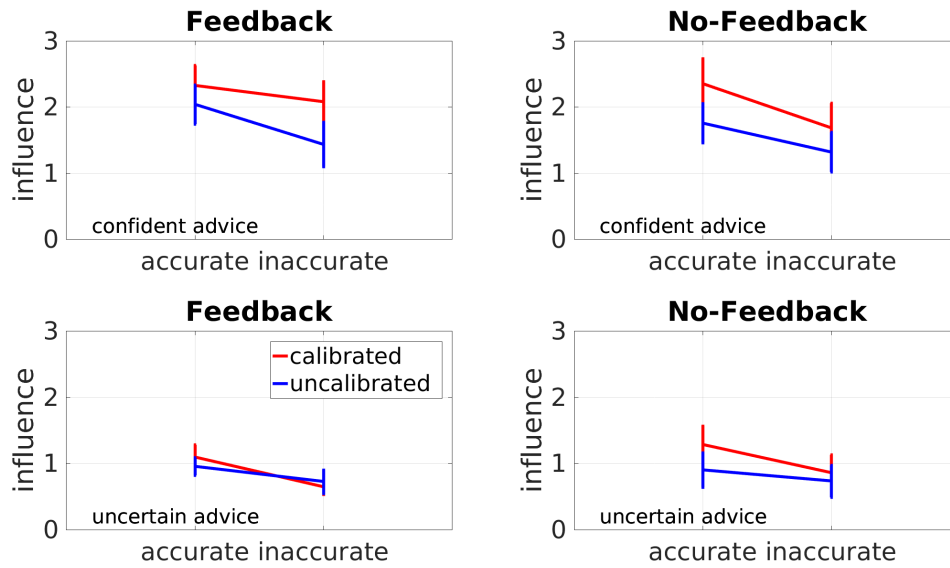 Feedback
3
2
1
0
influence
confident advice
accurate inaccurate
No-Feedback
3
2
1
0
influence
confident advice
accurate inaccurate
Feedback
3
2
1
0
influence
calibrated
uncalibrated
uncertain advice
accurate inaccurate
No-Feedback
3
2
1
0
influence
uncertain advice
accurate inaccurate